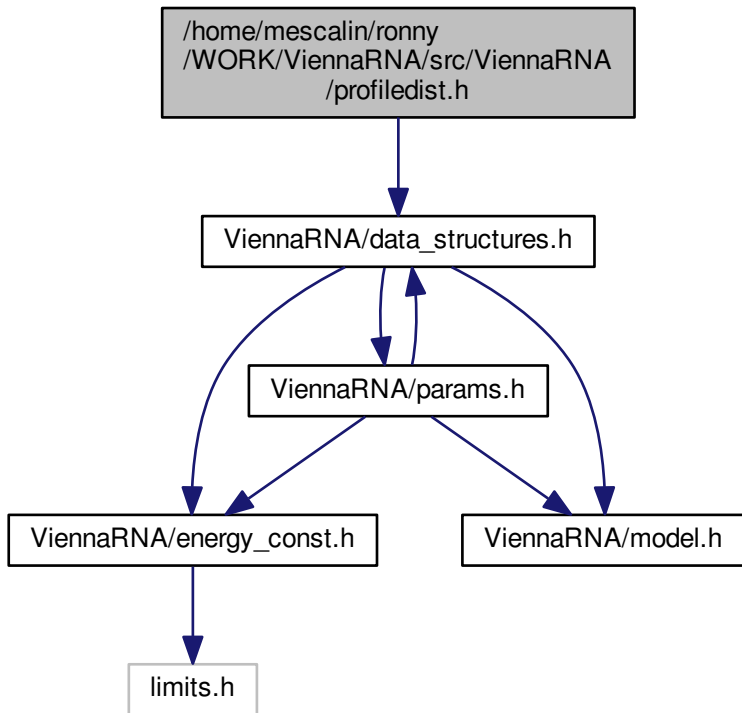 /home/mescalin/ronny
/WORK/ViennaRNA/src/ViennaRNA
/profiledist.h
ViennaRNA/data_structures.h
ViennaRNA/params.h
ViennaRNA/energy_const.h
ViennaRNA/model.h
limits.h